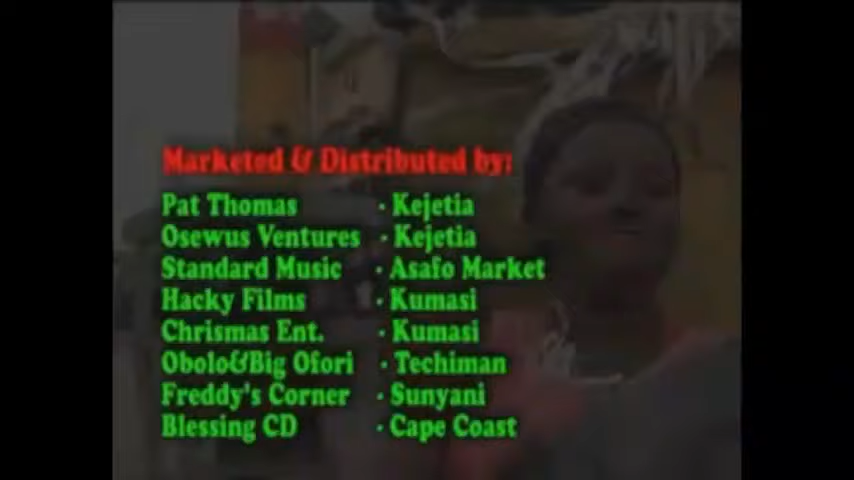 Marketed & Distributed by:
Pat Thomas - Kejetia
Osewus Ventures - Kejetia
Standard Music - Asafo Market
Hacky Films - Kumasi
Chrismas Ent. - Kumasi
Obolo&Big Ofori - Techiman
Freddy's Corner - Sunyani
Blessing CD - Cape Coast